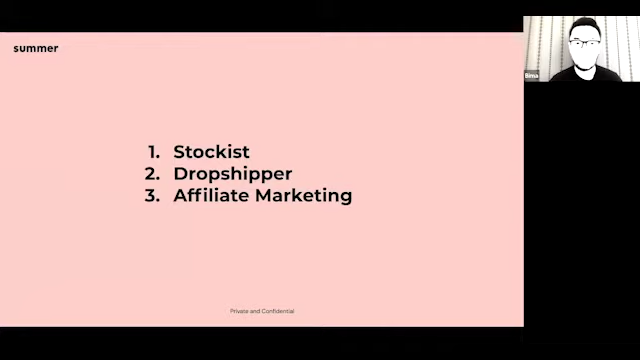 summer
1. Stockist
2. Dropshipper
3. Affiliate Marketing
Private and Confidential
Bima